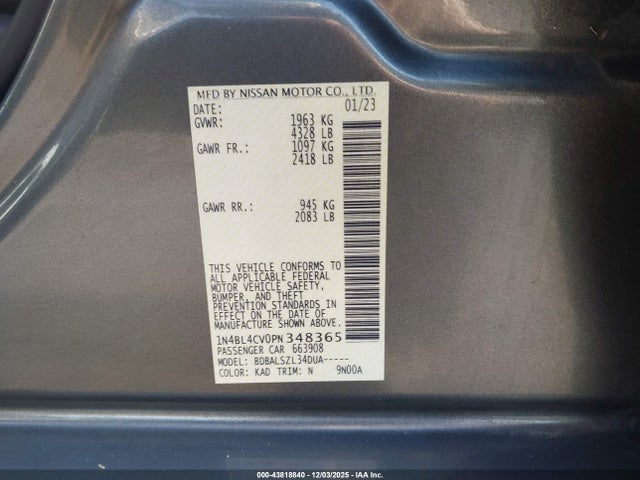 MFD BY NISSAN MOTOR CO., LTD
DATE: 01/23
GVWR: 1963 KG
4328 LB
GAWR FR.: 1097 KG
2418 LB
GAWR RR.: 945 KG
2083 LB
THIS VEHICLE CONFORMS TO
ALL APPLICABLE FEDERAL
MOTOR VEHICLE SAFETY,
BUMPER, AND THEFT
PREVENTION STANDARDS IN
EFFECT ON THE DATE OF
MANUFACTURE SHOWN ABOVE.
1N4BL4CV0PN348365
PASSENGER CAR 663908
MODEL: BDBALSZL34DUA-----
COLOR: KAD TRIM: N 9N00A
000-43818840 - 12/03/2025 - IAA Inc.